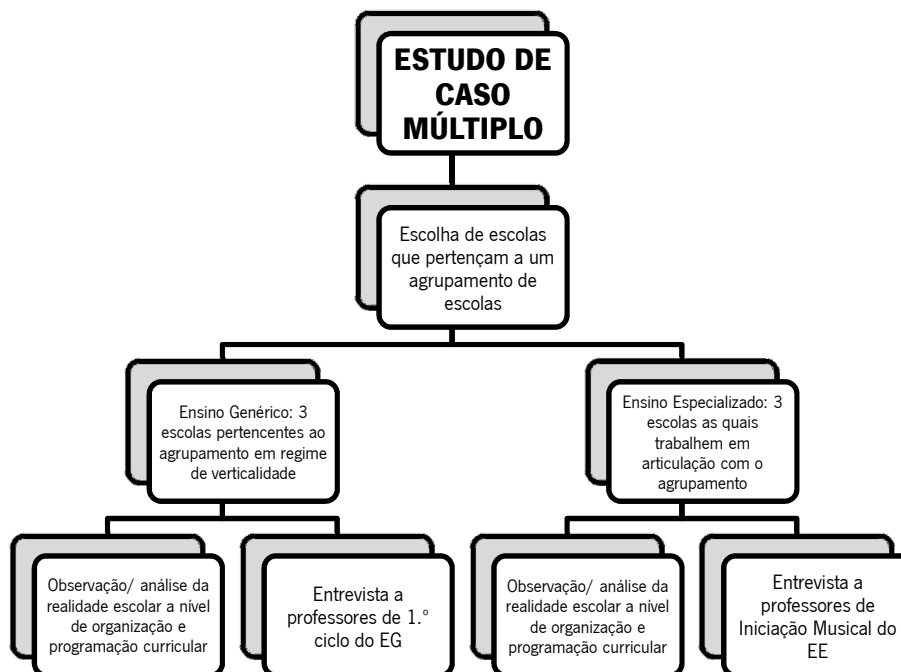 ESTUDO DE
CASO
MÚLTIPLO
Escolha de escolas
que pertençam a um
agrupamento de
escolas
Ensino Genérico: 3
escolas pertencentes ao
agrupamento em regime
de verticalidade
Ensino Especializado: 3
escolas as quais
trabalhem em
articulação com o
agrupamento
Observação/ análise da
realidade escolar a nível
de organização e
programação curricular
Entrevista a
professores de 1.º
ciclo do EG
Observação/ análise da
realidade escolar a nível
de organização e
programação curricular
Entrevista a
professores de
Iniciação Musical do
EE